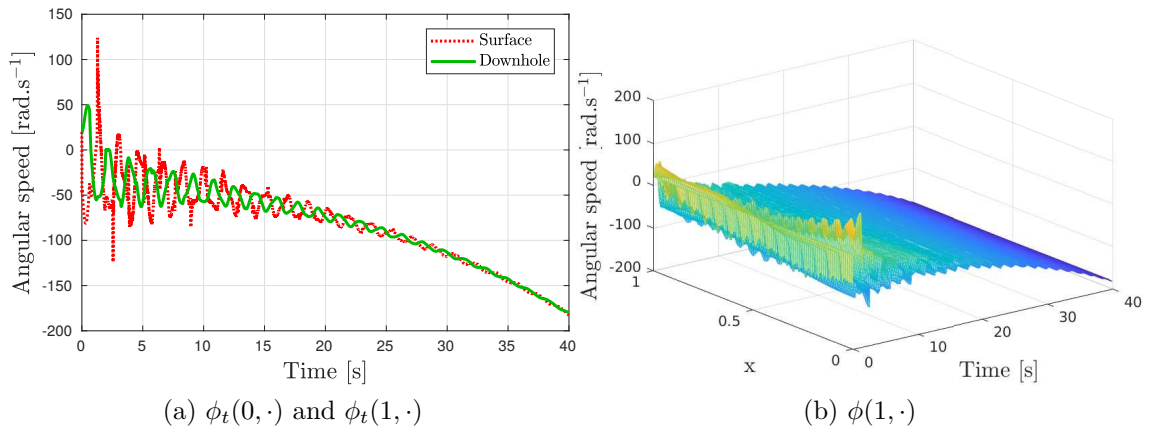 150
100
50
0
-50
-100
-150
-200
0 5 10 15 20 25 30 35 40
Angular speed [rad.s⁻¹]
Time [s]
Surface
Downhole
200
100
0
-100
-200
Angular speed [rad.s⁻¹]
1 0.5 0
x
0 10 20 30 40
Time [s]
(a) ϕₜ(0, ·) and ϕₜ(1, ·)
(b) ϕ(1, ·)